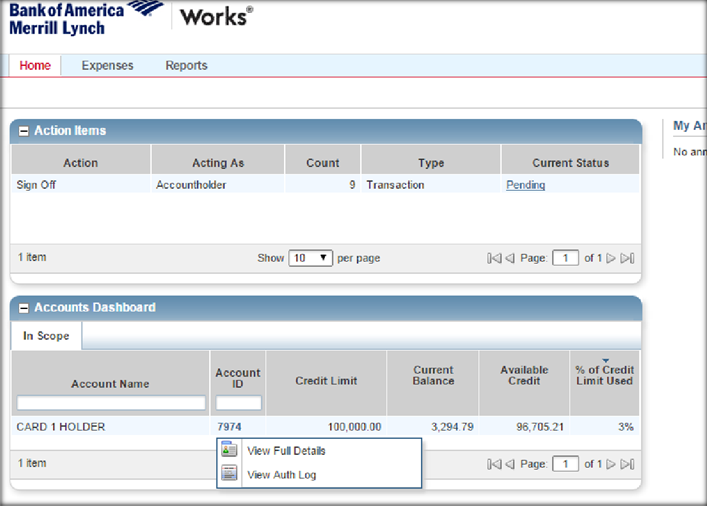 Bank of America
Merrill Lynch
Works®
Home Expenses Reports
Action Items
My
No
Action Acting As Count Type Current Status
Sign Off Accountholder 9 Transaction Pending
1 item Show 10 per page Page: 1 of 1
Accounts Dashboard
In Scope
Account Name Account ID Credit Limit Current Balance Available Credit % of Credit Limit Used
CARD 1 HOLDER 7974 100,000.00 3,294.79 96,705.21 3%
View Full Details
1 item Page: 1 of 1
View Auth Log